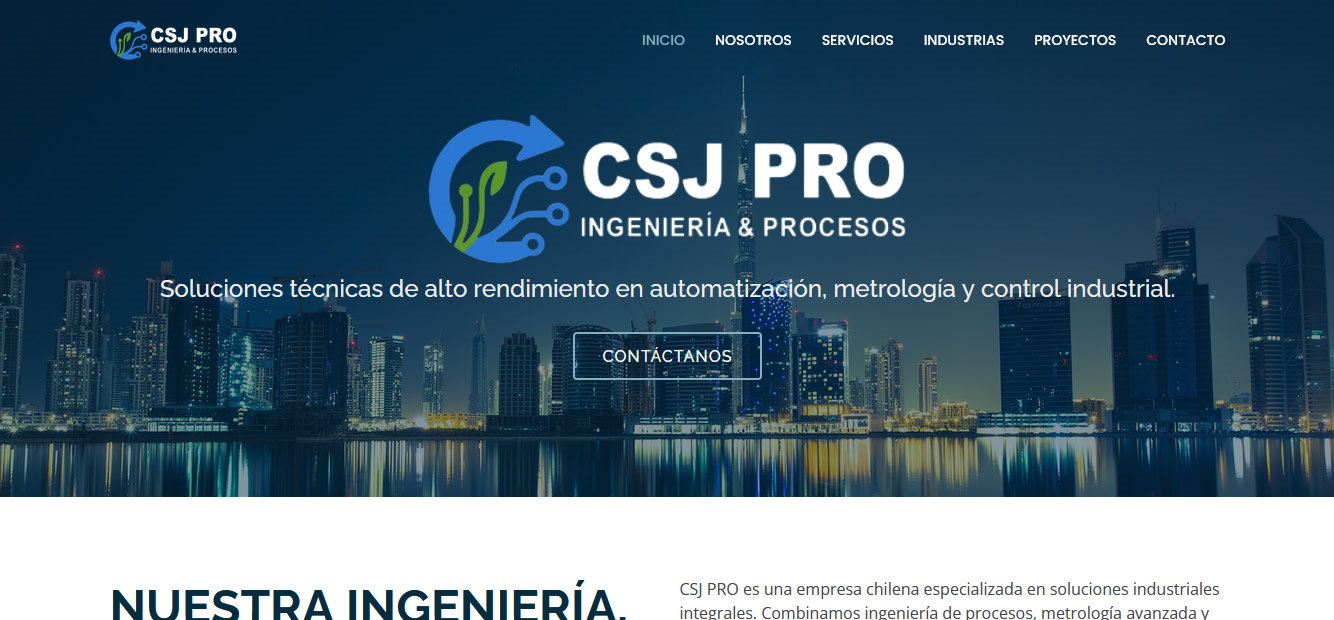 CSJ PRO
INGENIERÍA & PROCESOS
INICIO NOSOTROS SERVICIOS INDUSTRIAS PROYECTOS CONTACTO
CSJ PRO
INGENIERÍA & PROCESOS
Soluciones técnicas de alto rendimiento en automatización, metrología y control industrial.
CONTÁCTANOS
NUESTRA INGENIERÍA,
CSJ PRO es una empresa chilena especializada en soluciones industriales
integrales. Combinamos ingeniería de procesos, metrología avanzada y